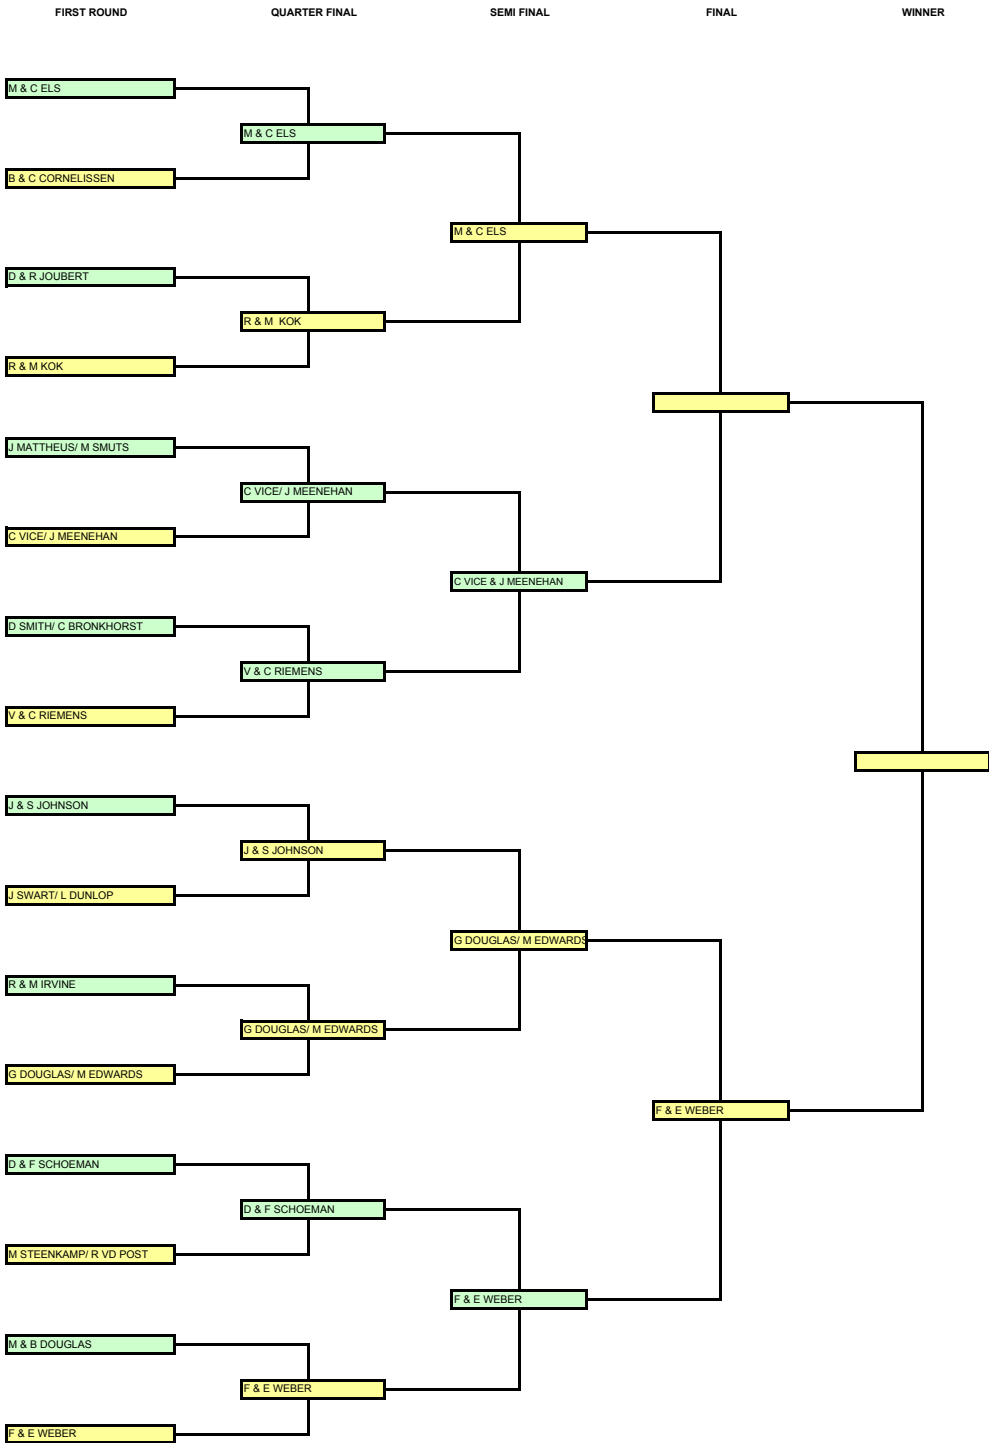 FIRST ROUND QUARTER FINAL SEMI FINAL FINAL WINNER
M & C ELS
M & C ELS
B & C CORNELISSEN
M & C ELS
D & R JOUBERT
R & M  KOK
R & M KOK
J MATTHEUS/ M SMUTS
C VICE/ J MEENEHAN
C VICE/ J MEENEHAN
C VICE & J MEENEHAN
D SMITH/ C BRONKHORST
V & C RIEMENS
V & C RIEMENS
J & S JOHNSON
J & S JOHNSON
J SWART/ L DUNLOP
G DOUGLAS/ M EDWARDS
R & M IRVINE
G DOUGLAS/ M EDWARDS
G DOUGLAS/ M EDWARDS
F & E WEBER
D & F SCHOEMAN
D & F SCHOEMAN
M STEENKAMP/ R VD POST
F & E WEBER
M & B DOUGLAS
F & E WEBER
F & E WEBER